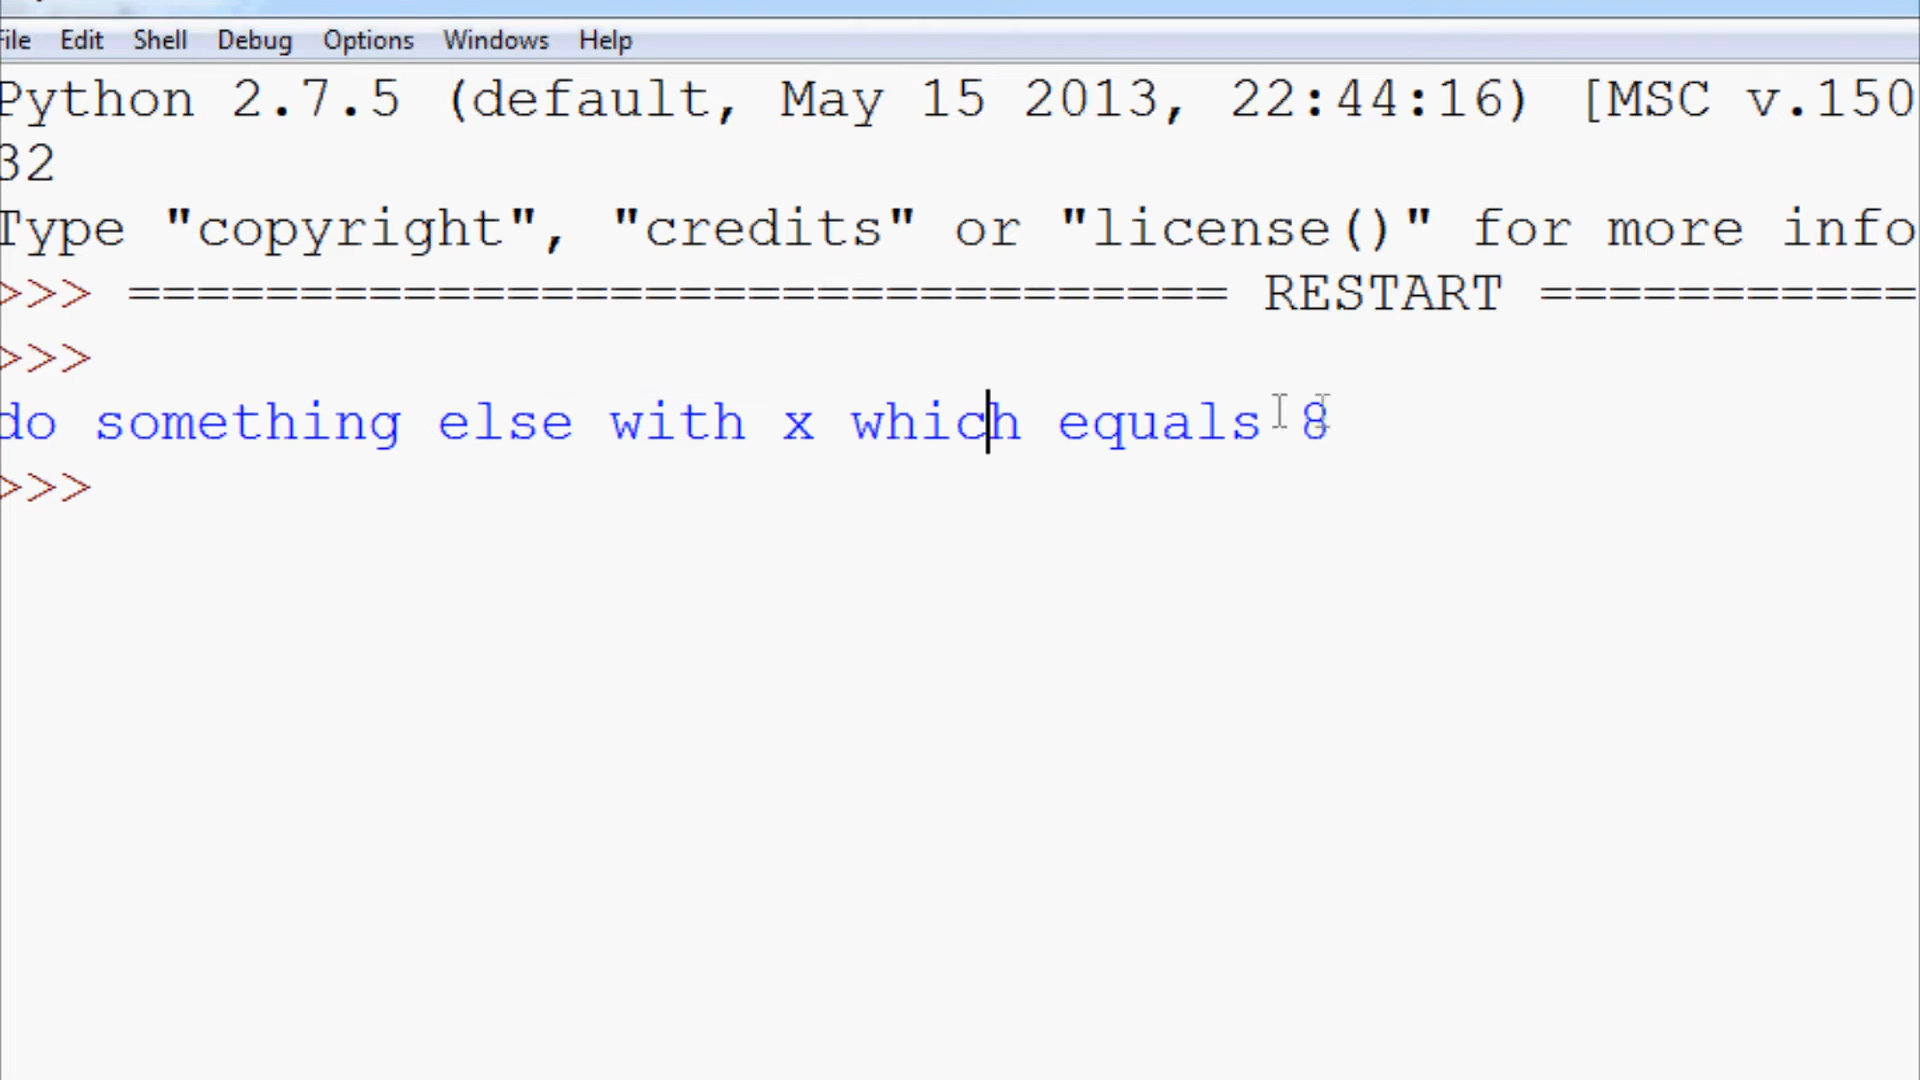 File Edit Shell Debug Options Windows Help
Python 2.7.5 (default, May 15 2013, 22:44:16) [MSC v.150
32
Type "copyright", "credits" or "license()" for more info
>>> ================================ RESTART ===========
>>>
do something else with x which equals 8
>>>